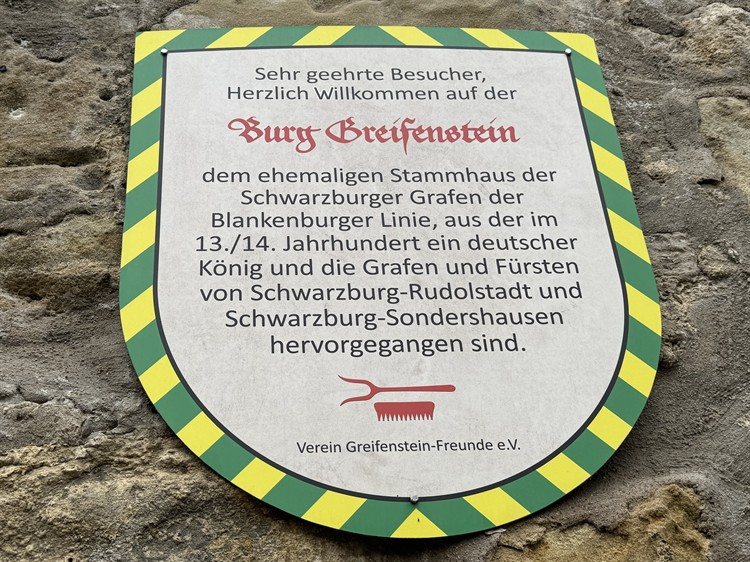 Sehr geehrte Besucher,
Herzlich Willkommen auf der
Burg Greifenstein
dem ehemaligen Stammhaus der
Schwarzburger Grafen der
Blankenburger Linie, aus der im
13./14. Jahrhundert ein deutscher
König und die Grafen und Fürsten
von Schwarzburg-Rudolstadt und
Schwarzburg-Sondershausen
hervorgegangen sind.
Verein Greifenstein-Freunde e.V.